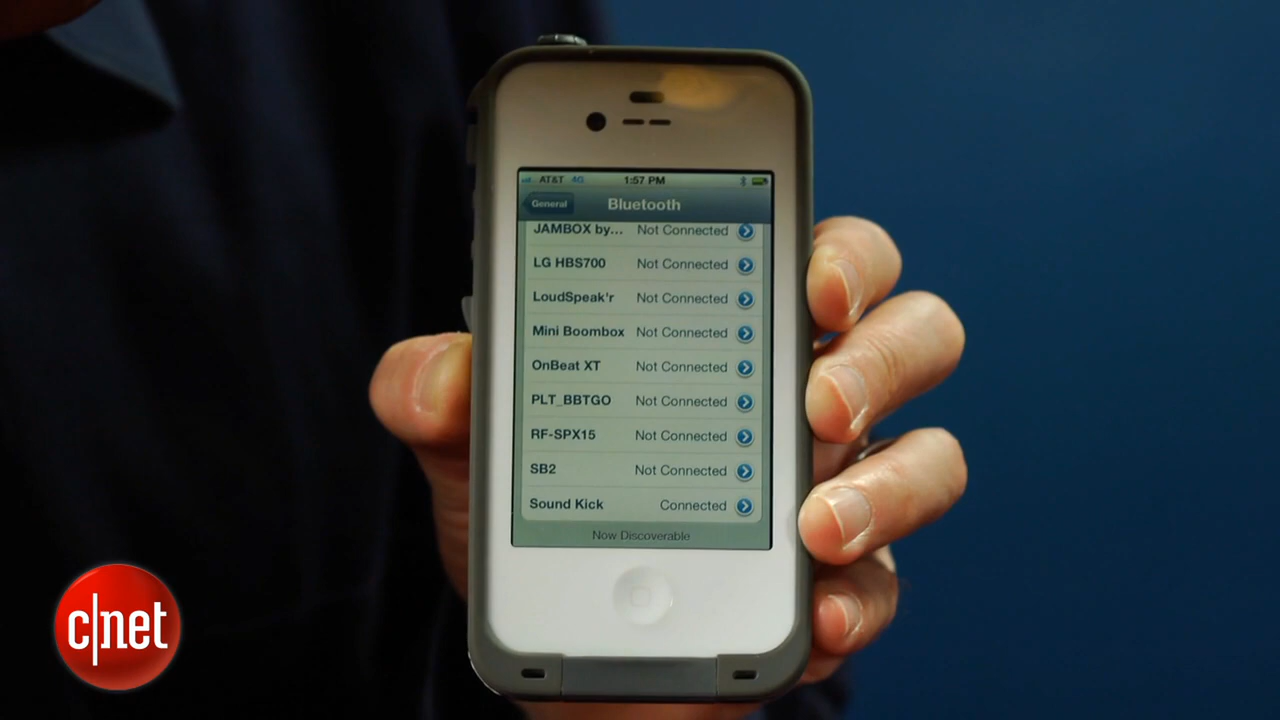 AT&T 4G 1:57 PM
General Bluetooth
JAMBOX by... Not Connected
LG HBS700 Not Connected
LoudSpeak'r Not Connected
Mini Boombox Not Connected
OnBeat XT Not Connected
PLT_BBTGO Not Connected
RF-SPX15 Not Connected
SB2 Not Connected
Sound Kick Connected
Now Discoverable
c|net